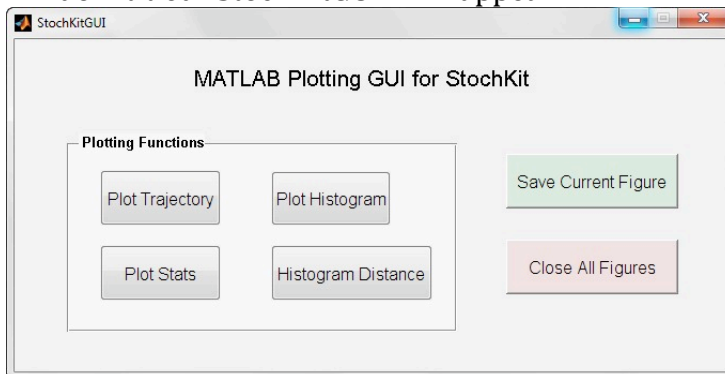 StochKitGUI
MATLAB Plotting GUI for StochKit
Plotting Functions
Plot Trajectory
Plot Histogram
Save Current Figure
Plot Stats
Histogram Distance
Close All Figures